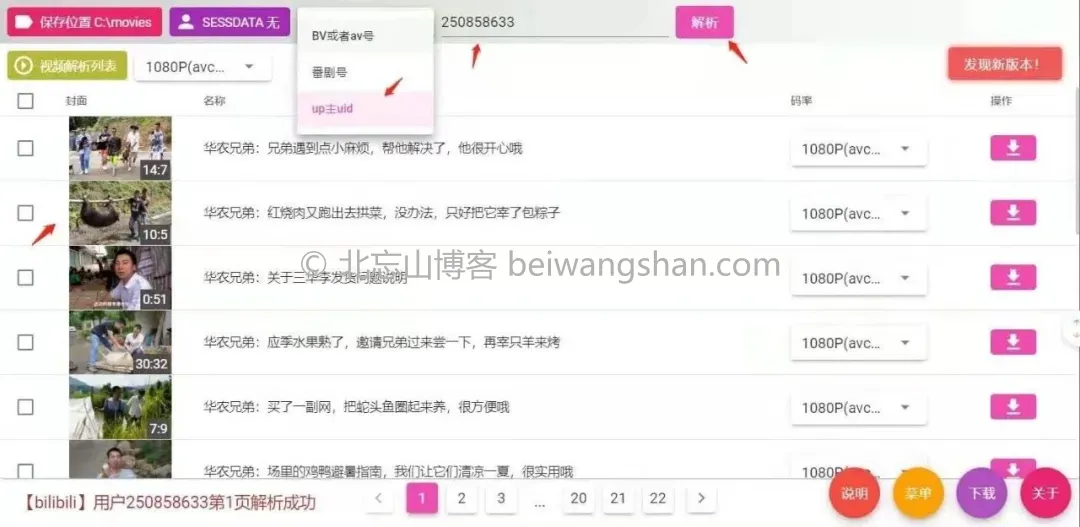 保存位置 C:\movies
SESSDATA 无
BV或者av号
番剧号
up主uid
250858633
解析
视频解析列表
1080P(avc...
发现新版本!
封面
名称
码率
操作
14:7
华农兄弟:兄弟遇到点小麻烦,帮他解决了,他很开心哦
1080P(avc...
10:5
华农兄弟:红烧肉又跑出去拱菜,没办法,只好把它宰了包粽子
1080P(avc...
© 北忘山博客 beiwangshan.com
0:51
华农兄弟:关于三华李发货问题说明
1080P(avc...
30:32
华农兄弟:应季水果熟了,邀请兄弟过来尝一下,再宰只羊来烤
1080P(avc...
7:9
华农兄弟:买了一副网,把蛇头鱼圈起来养,很方便哦
1080P(avc...
华农兄弟:场里的鸡鸭避暑指南,我们让它们清凉一夏,很实用哦
1080P(avc...
【bilibili】用户250858633第1页解析成功
1
2
3
...
20
21
22
说明
菜单
下载
关于